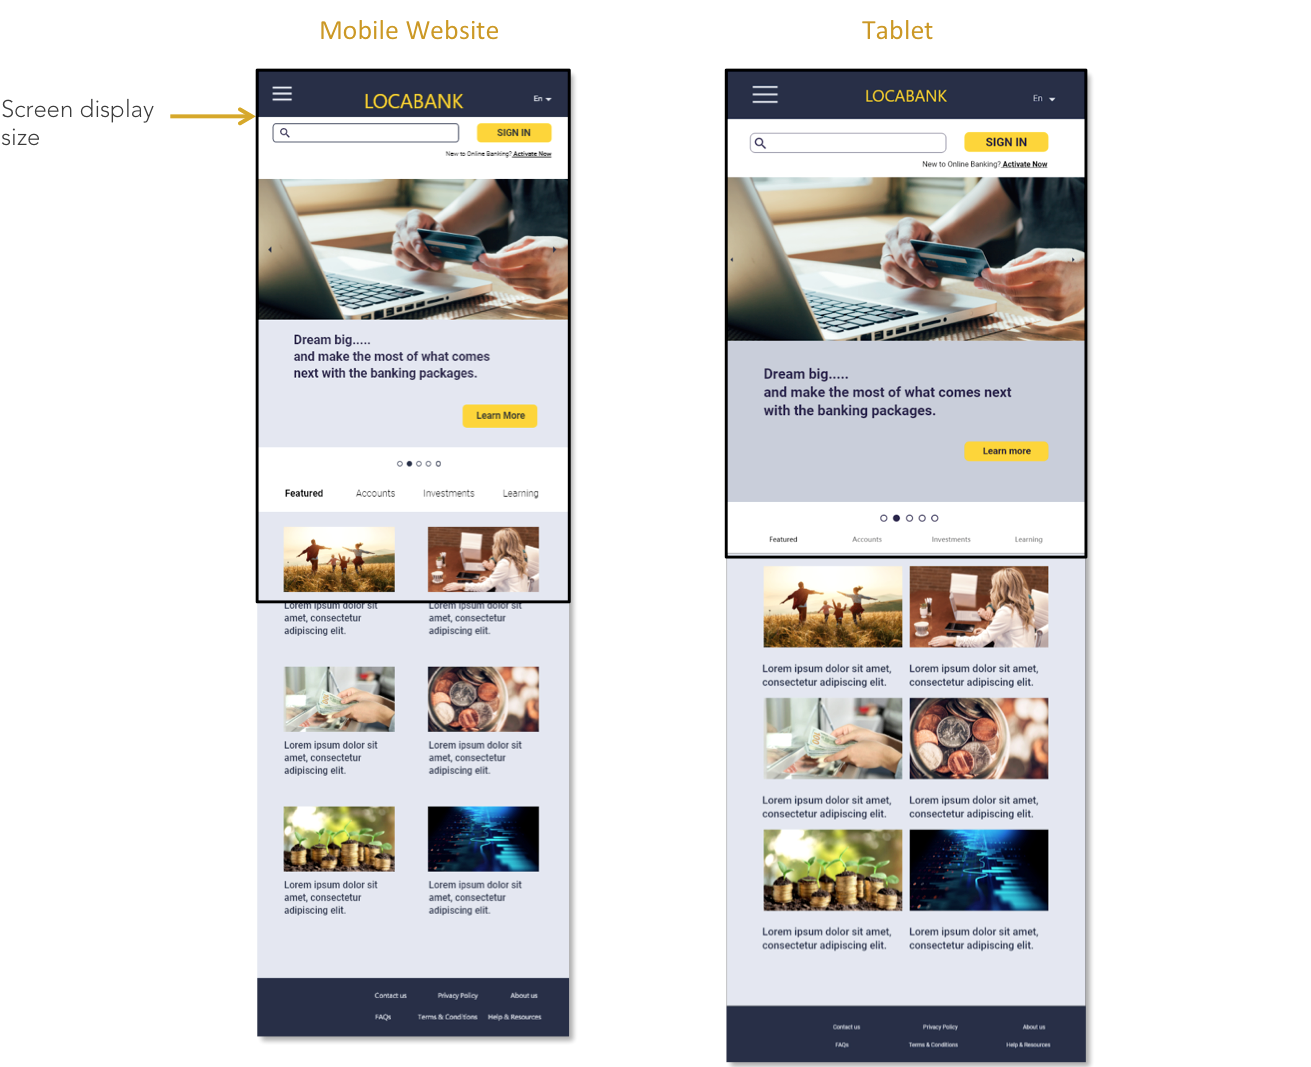 Mobile Website
Tablet
Screen display
size
LOCABANK
En
SIGN IN
New to Online Banking? Activate Now
Dream big.....
and make the most of what comes
next with the banking packages.
Learn More
Featured Accounts Investments Learning
Lorem ipsum dolor sit
amet, consectetur
adipiscing elit.
Lorem ipsum dolor sit
amet, consectetur
adipiscing elit.
Lorem ipsum dolor sit
amet, consectetur
adipiscing elit.
Lorem ipsum dolor sit
amet, consectetur
adipiscing elit.
Lorem ipsum dolor sit
amet, consectetur
adipiscing elit.
Lorem ipsum dolor sit
amet, consectetur
adipiscing elit.
Contact us Privacy Policy About us
FAQs Terms & Conditions Help & Resources
LOCABANK
En
SIGN IN
New to Online Banking? Activate Now
Dream big.....
and make the most of what comes next
with the banking packages.
Learn more
Featured Accounts Investments Learning
Lorem ipsum dolor sit amet,
consectetur adipiscing elit.
Lorem ipsum dolor sit amet,
consectetur adipiscing elit.
Lorem ipsum dolor sit amet,
consectetur adipiscing elit.
Lorem ipsum dolor sit amet,
consectetur adipiscing elit.
Lorem ipsum dolor sit amet,
consectetur adipiscing elit.
Lorem ipsum dolor sit amet,
consectetur adipiscing elit.
Contact us Privacy Policy About us
FAQs Terms & Conditions Help & Resources